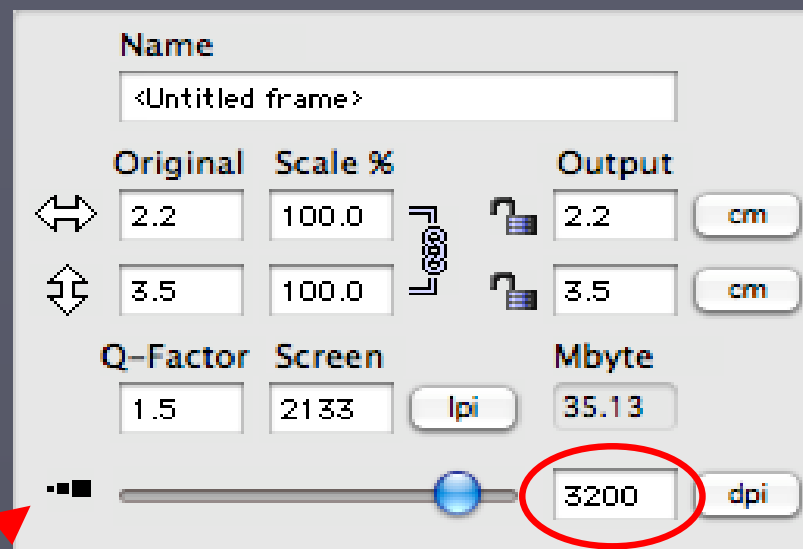 Name
<Untitled frame>
Original Scale % Output
2.2 100.0 2.2 cm
3.5 100.0 3.5 cm
Q-Factor Screen Mbyte
1.5 2133 lpi 35.13
3200 dpi